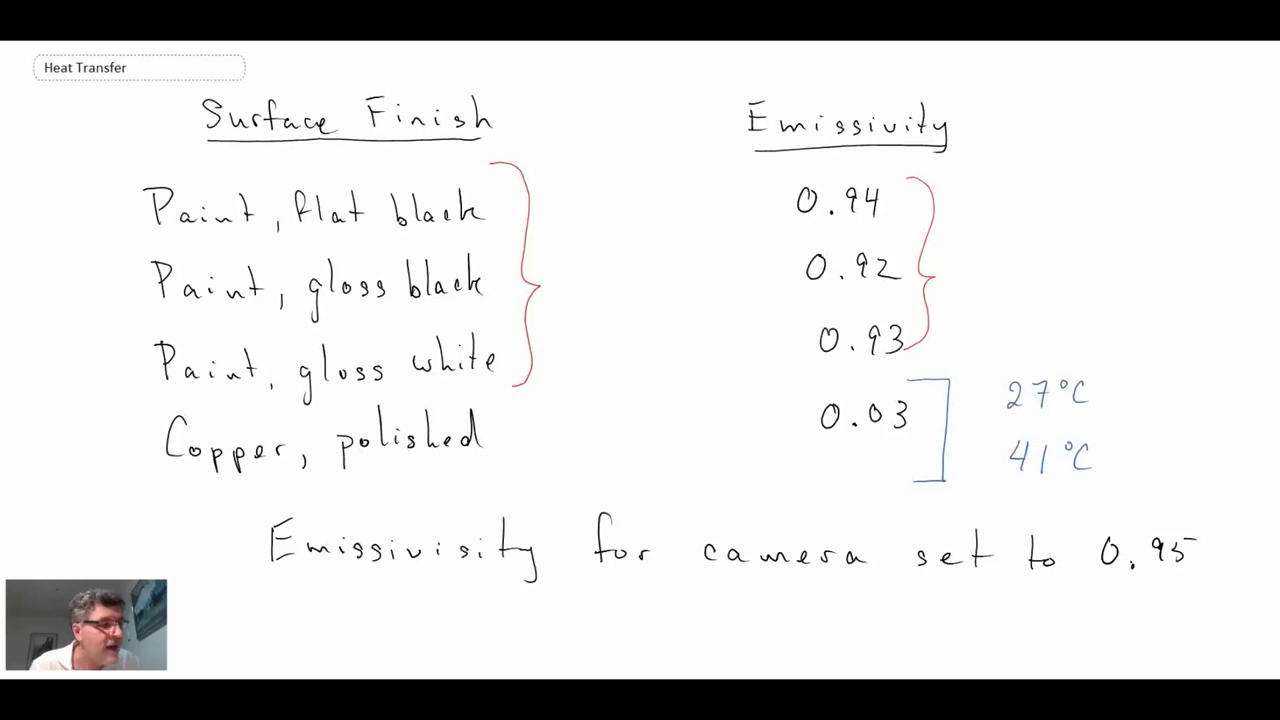 Heat Transfer
Surface Finish Emissivity
Paint, flat black 0.94
Paint, gloss black 0.92
Paint, gloss white 0.93
27°C
Copper, polished 0.03
41°C
Emissivisity for camera set to 0.95